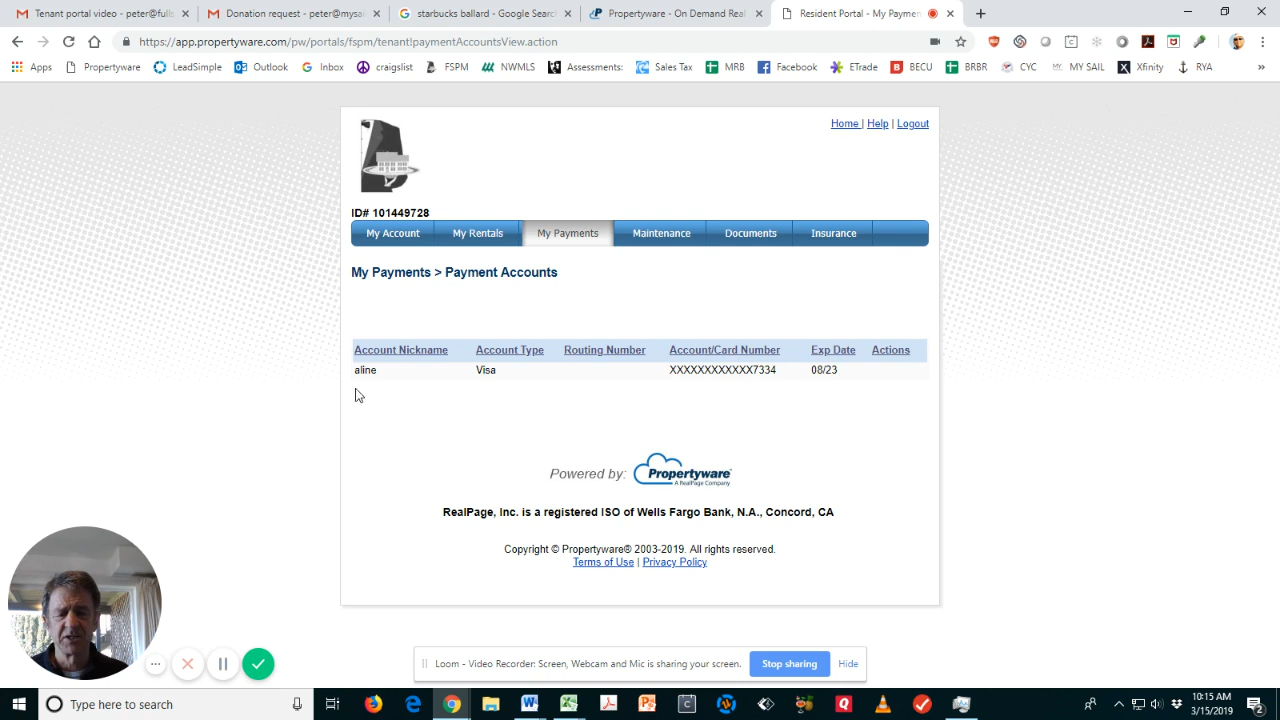 Tenant portal video - peter@fulls
Donation request - peter@mysai
starbucks ballard - Google Searc
Propertyware - On Demand Real
Resident Portal - My Paymen
https://app.propertyware.com/pw/portals/fspm/tenant!paymentAccountsView.action
Apps
Propertyware
LeadSimple
Outlook
Inbox
craigslist
FSPM
NWMLS
Assessments:
Sales Tax
MRB
Facebook
ETrade
BECU
BRBR
CYC
MY SAIL
Xfinity
RYA
»
Home | Help | Logout
ID# 101449728
My Account
My Rentals
My Payments
Maintenance
Documents
Insurance
My Payments > Payment Accounts
Account Nickname Account Type Routing Number Account/Card Number Exp Date Actions
aline Visa XXXXXXXXXXXX7334 08/23
Powered by: Propertyware
A RealPage Company
RealPage, Inc. is a registered ISO of Wells Fargo Bank, N.A., Concord, CA
Copyright © Propertyware® 2003-2019. All rights reserved.
Terms of Use | Privacy Policy
Loom - Video Recorder: Screen, Webcam and Mic is sharing your screen. Stop sharing Hide
Type here to search
10:15 AM
3/15/2019
2